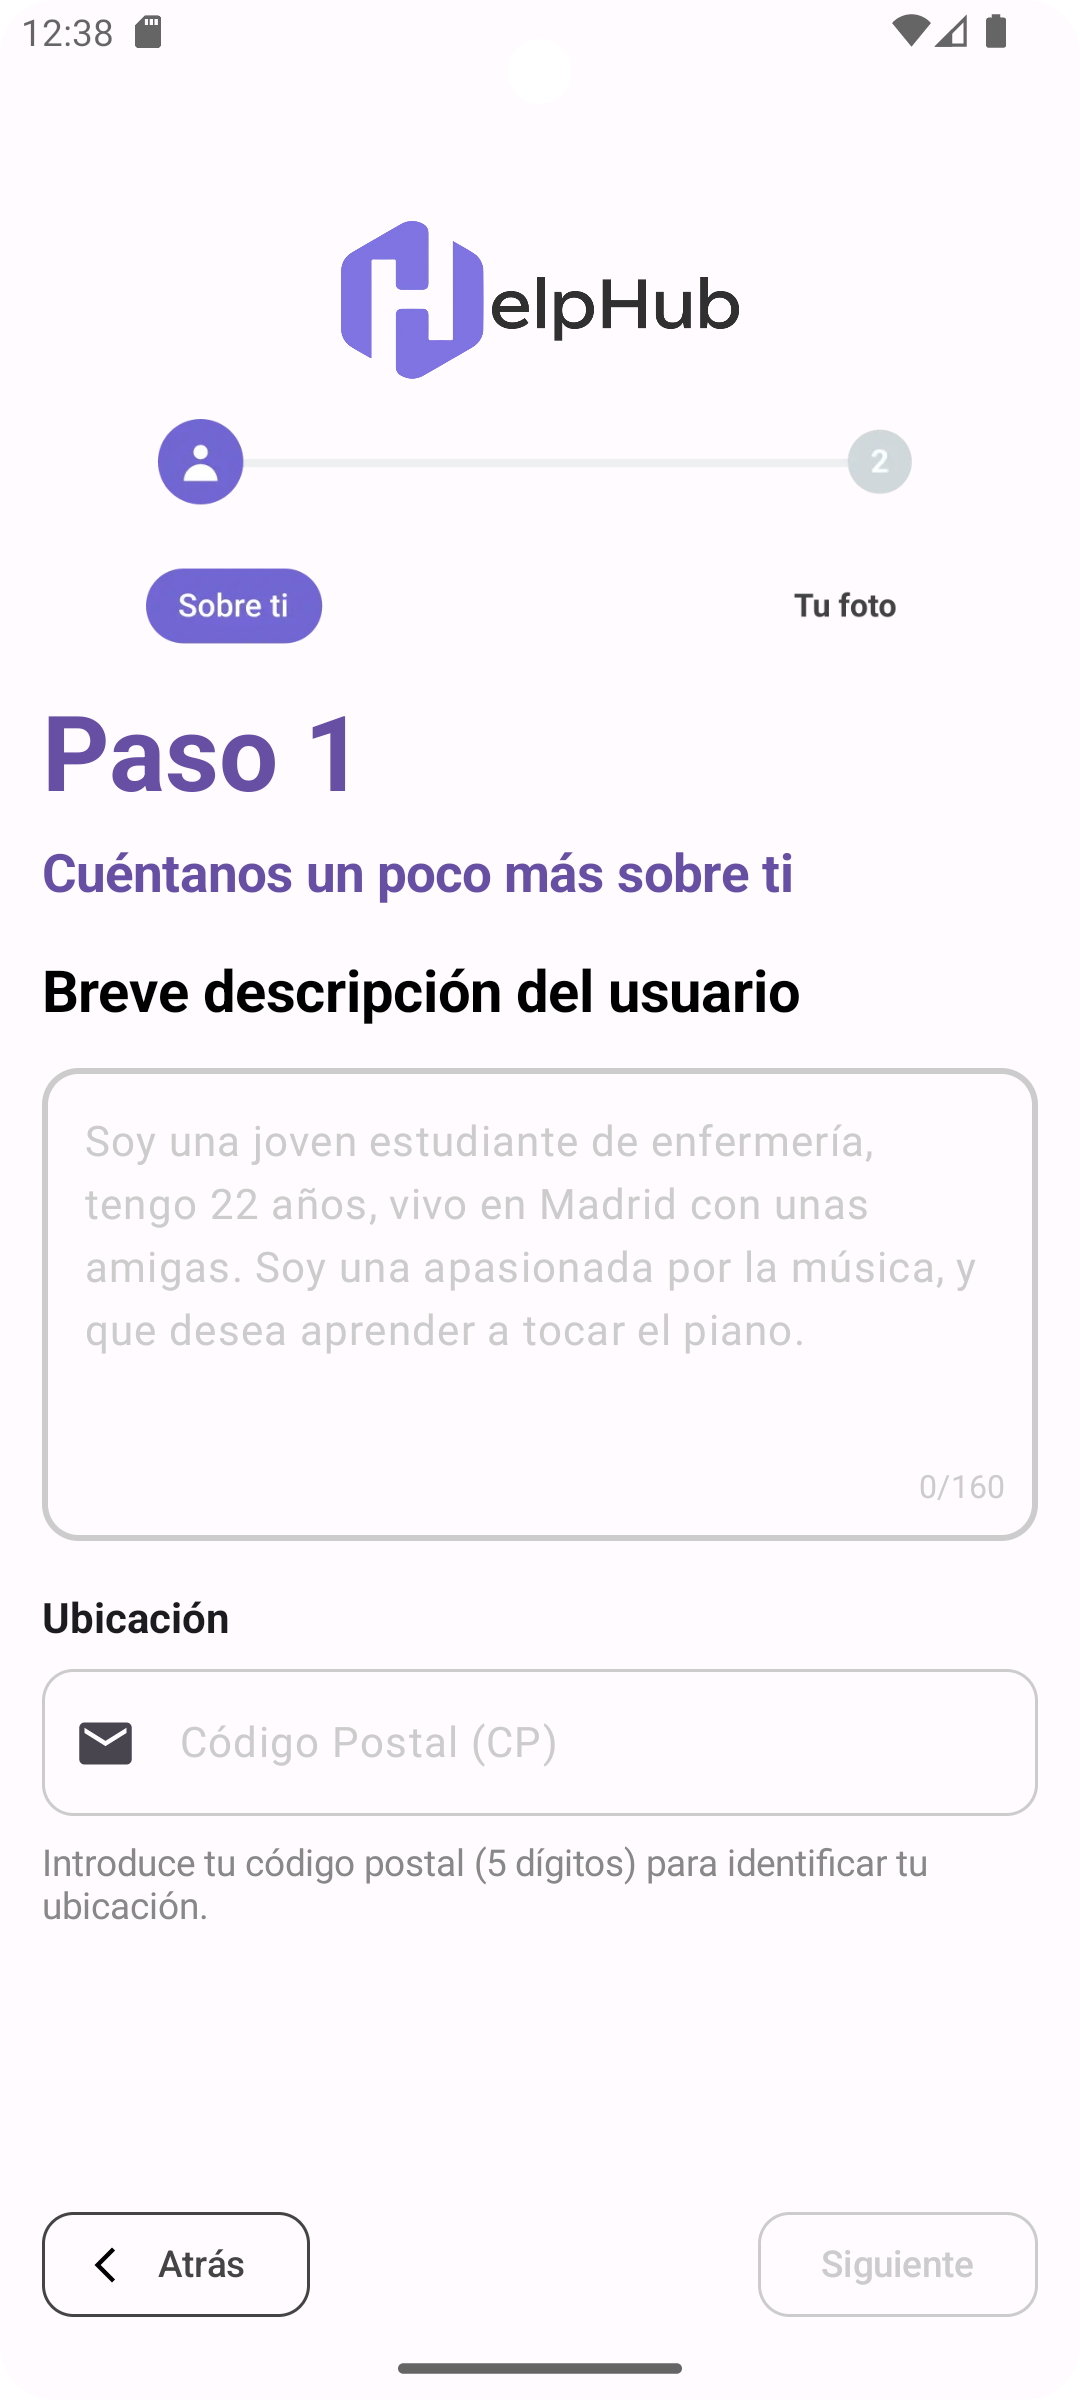 12:38
HelpHub
2
Sobre ti
Tu foto
Paso 1
Cuéntanos un poco más sobre ti
Breve descripción del usuario
Soy una joven estudiante de enfermería,
tengo 22 años, vivo en Madrid con unas
amigas. Soy una apasionada por la música, y
que desea aprender a tocar el piano.
0/160
Ubicación
Código Postal (CP)
Introduce tu código postal (5 dígitos) para identificar tu
ubicación.
Atrás
Siguiente